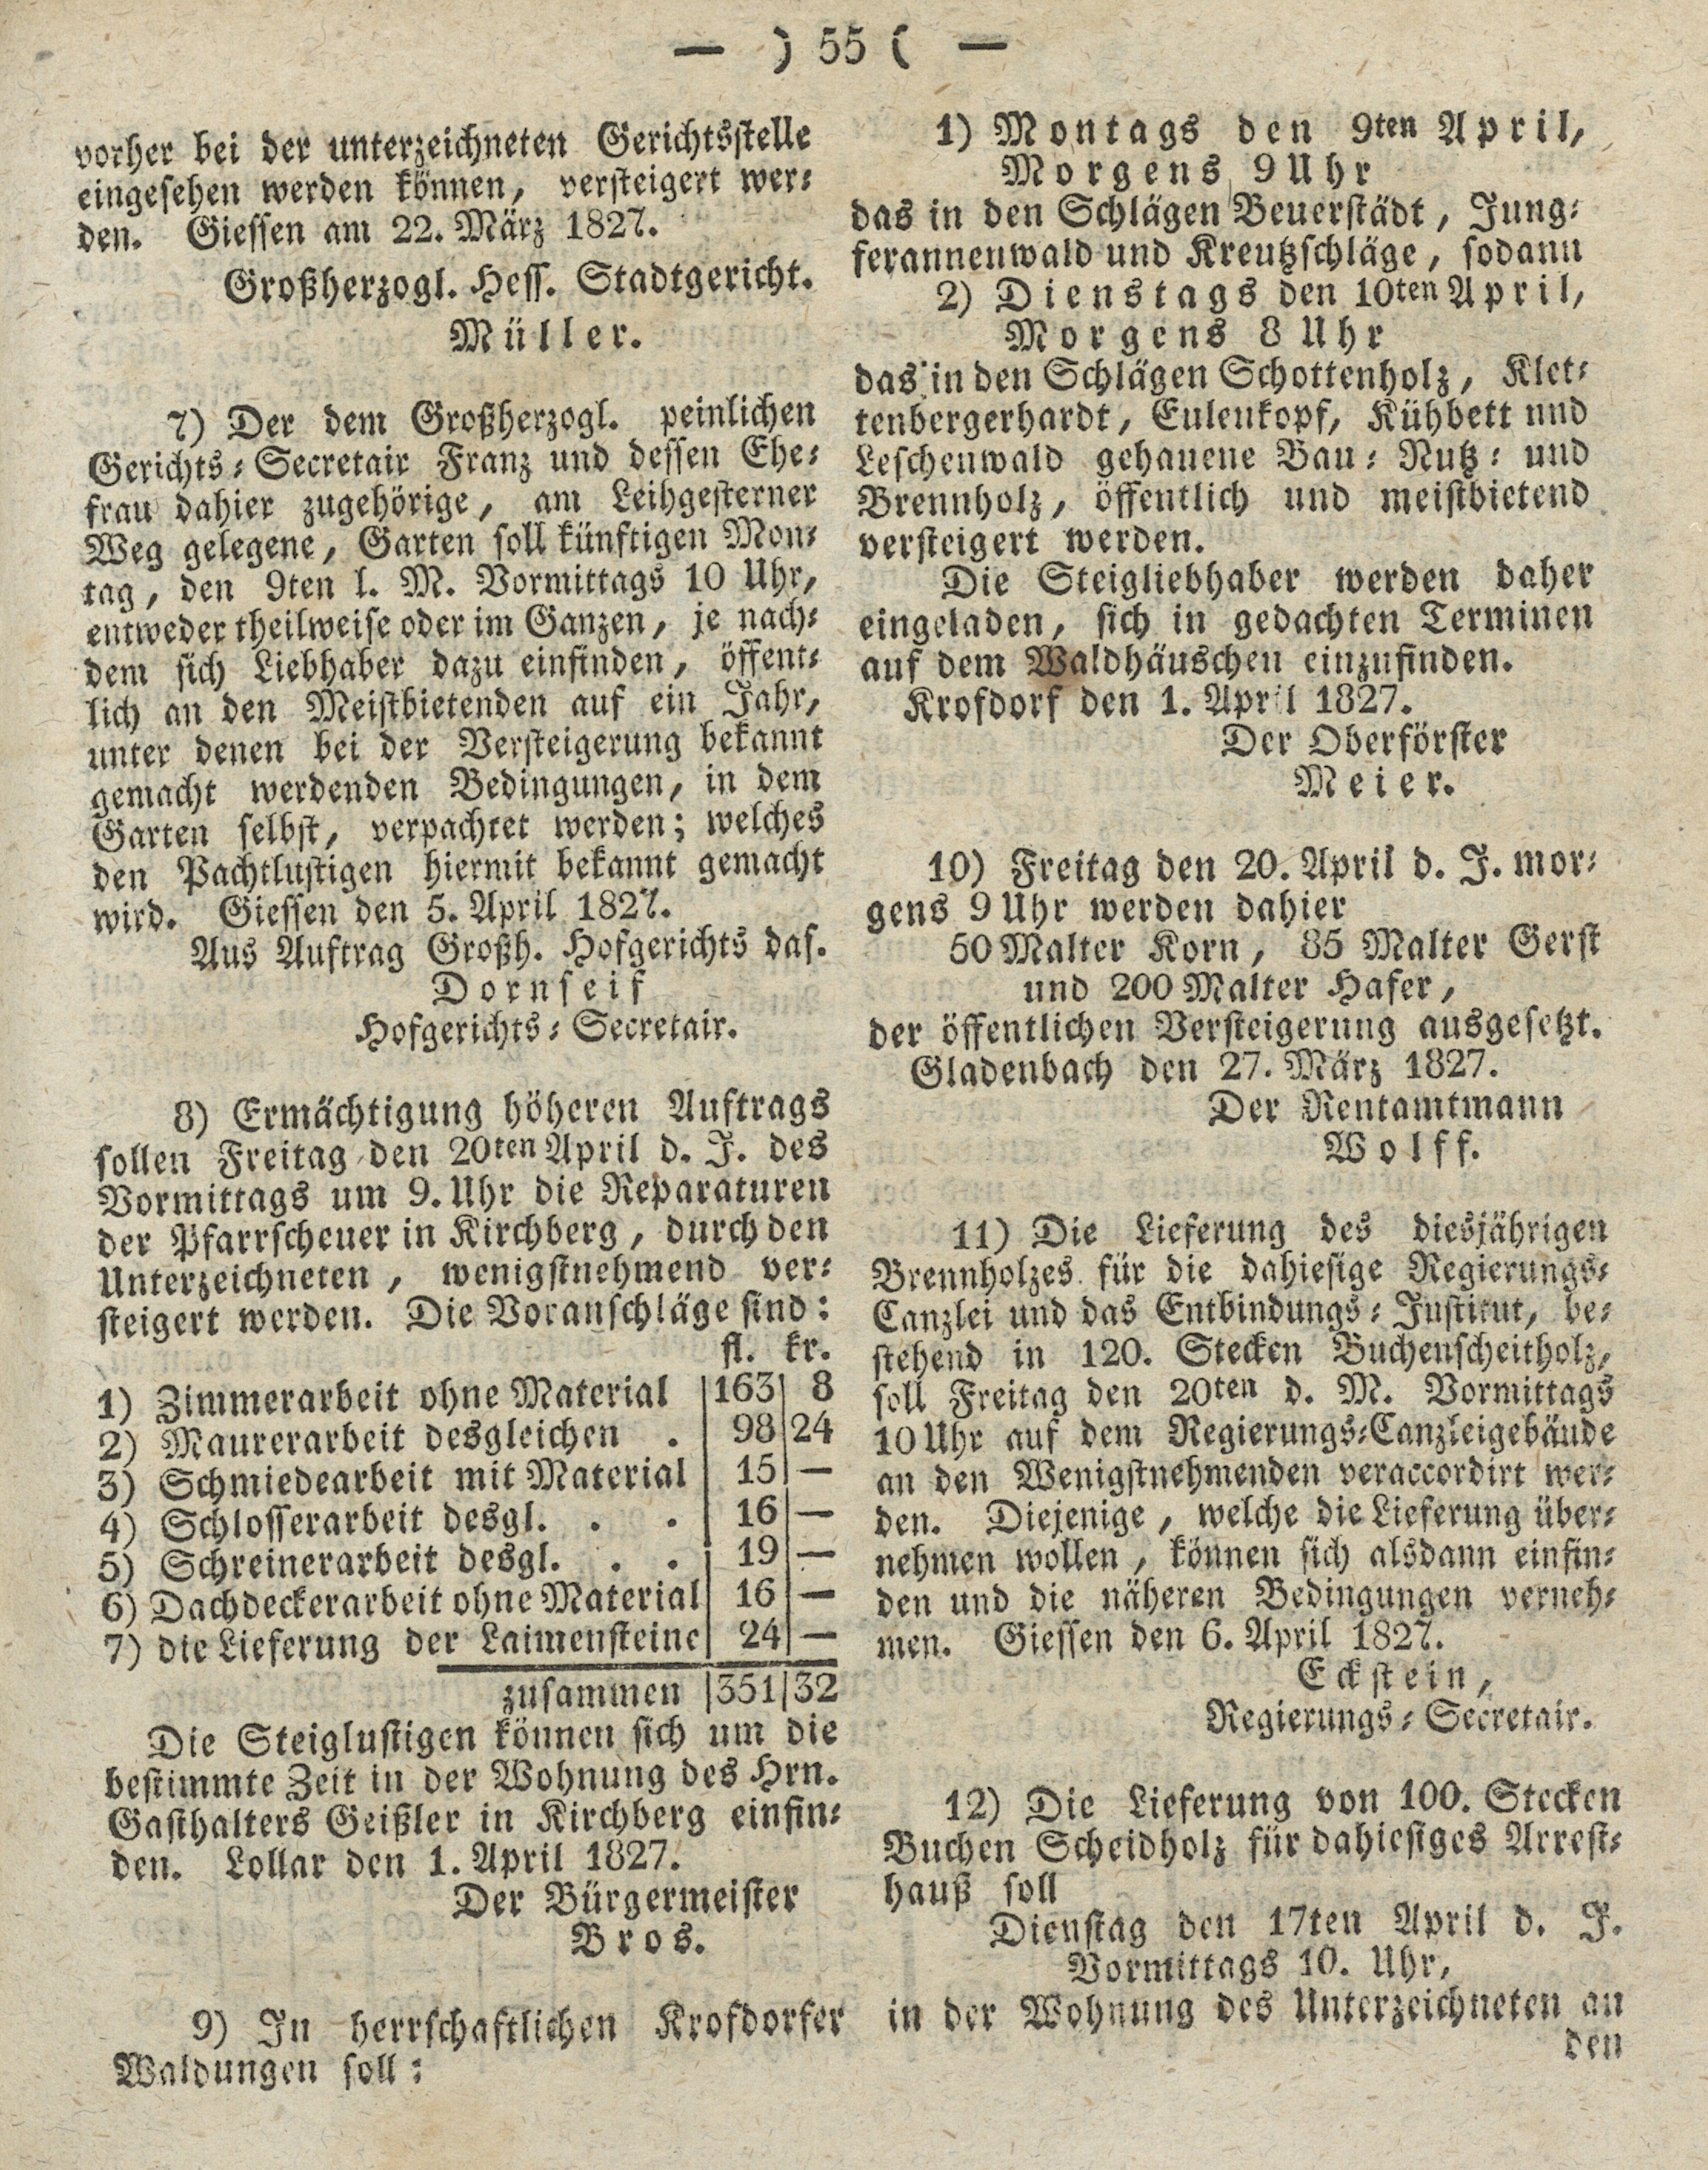 — ) 55 ( —
vorher bei der unterzeichneten Gerichtsstelle
eingesehen werden können, versteigert wer-
den. Giessen am 22. März 1827.
Großherzogl. Hess. Stadtgericht.
Müller.
7) Der dem Großherzogl. peinlichen
Gerichts-Secretair Franz und dessen Ehe-
frau dahier zugehörige, am Leihgesterner
Weg gelegene, Garten soll künftigen Mon-
tag, den 9ten l. M. Vormittags 10 Uhr,
entweder theilweise oder im Ganzen, je nach-
dem sich Liebhaber dazu einfinden, öffent-
lich an den Meistbietenden auf ein Jahr,
unter denen bei der Versteigerung bekannt
gemacht werdenden Bedingungen, in dem
Garten selbst, verpachtet werden; welches
den Pachtlustigen hiermit bekannt gemacht
wird. Giessen den 5. April 1827.
Aus Auftrag Großh. Hofgerichts das.
Dornseif
Hofgerichts-Secretair.
8) Ermächtigung höheren Auftrags
sollen Freitag den 20ten April d. J. des
Vormittags um 9. Uhr die Reparaturen
der Pfarrscheuer in Kirchberg, durch den
Unterzeichneten, wenigstnehmend ver-
steigert werden. Die Voranschläge sind:
fl. kr.
1) Zimmerarbeit ohne Material |163| 8
2) Maurerarbeit desgleichen . | 98|24
3) Schmiedearbeit mit Material | 15|—
4) Schlosserarbeit desgl. . . | 16|—
5) Schreinerarbeit desgl. . . | 19|—
6) Dachdeckerarbeit ohne Material| 16|—
7) die Lieferung der Laimensteine| 24|—
zusammen |351|32
Die Steiglustigen können sich um die
bestimmte Zeit in der Wohnung des Hrn.
Gasthalters Geißler in Kirchberg einfin-
den. Lollar den 1. April 1827.
Der Bürgermeister
Bros.
9) In herrschaftlichen Krofdorfer
Waldungen soll:
1) Montags den 9ten April,
Morgens 9 Uhr
das in den Schlägen Beuerstädt, Jung-
ferannenwald und Kreutzschläge, sodann
2) Dienstags den 10ten April,
Morgens 8 Uhr
das in den Schlägen Schottenholz, Klet-
tenbergerhardt, Eulenkopf, Kühbett und
Leschenwald gehauene Bau- Nutz- und
Brennholz, öffentlich und meistbietend
versteigert werden.
Die Steigliebhaber werden daher
eingeladen, sich in gedachten Terminen
auf dem Waldhäuschen einzufinden.
Krofdorf den 1. April 1827.
Der Oberförster
Meier.
10) Freitag den 20. April d. J. mor-
gens 9 Uhr werden dahier
50 Malter Korn, 85 Malter Gerst
und 200 Malter Hafer,
der öffentlichen Versteigerung ausgesetzt.
Gladenbach den 27. März 1827.
Der Rentamtmann
Wolff.
11) Die Lieferung des diesjährigen
Brennholzes für die dahiesige Regierungs-
Canzlei und das Entbindungs-Institut, be-
stehend in 120. Stecken Buchenscheitholz,
soll Freitag den 20ten d. M. Vormittags
10 Uhr auf dem Regierungs-Canzleigebäude
an den Wenigstnehmenden veraccordirt wer-
den. Diejenige, welche die Lieferung über-
nehmen wollen, können sich alsdann einfin-
den und die näheren Bedingungen verneh-
men. Giessen den 6. April 1827.
Eckstein,
Regierungs-Secretair.
12) Die Lieferung von 100. Stecken
Buchen Scheidholz für dahiesiges Arrest-
hauß soll
Dienstag den 17ten April d. J.
Vormittags 10. Uhr,
in der Wohnung des Unterzeichneten an
den